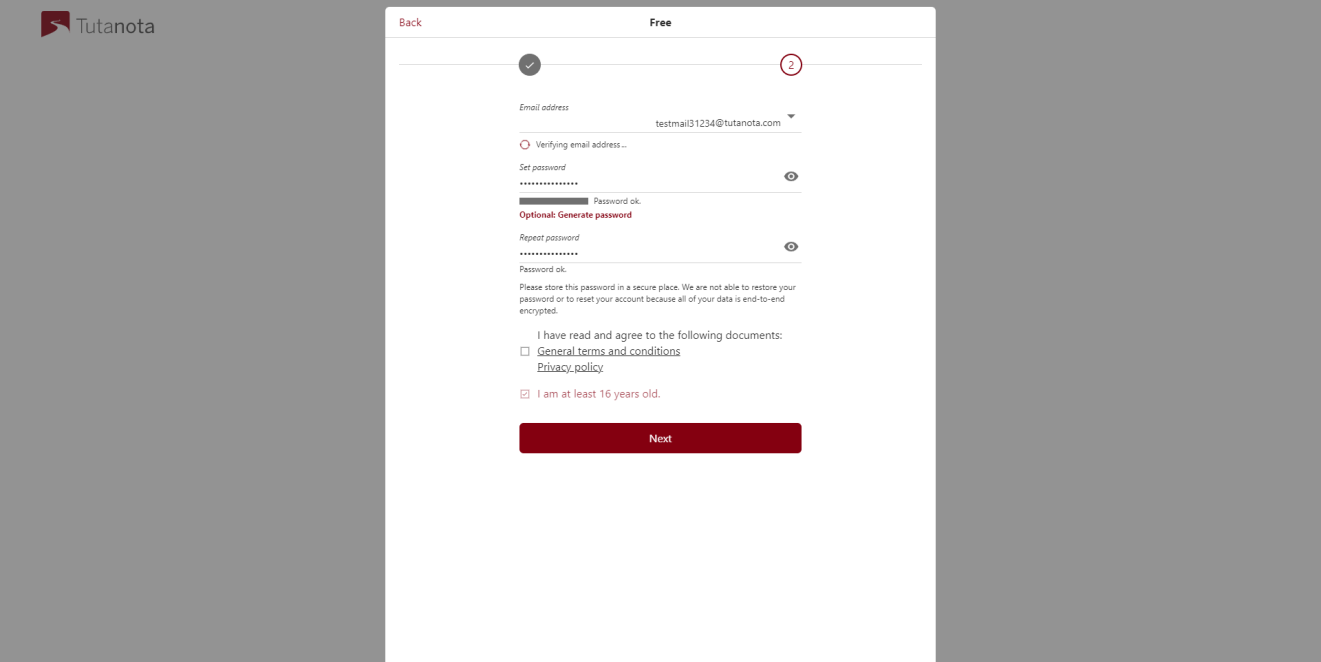 Tutanota
Back
Free
2
Email address
testmail31234@tutanota.com
Verifying email address...
Set password
•••••••••••••••
Password ok.
Optional: Generate password
Repeat password
•••••••••••••••
Password ok.
Please store this password in a secure place. We are not able to restore your
password or to reset your account because all of your data is end-to-end
encrypted.
I have read and agree to the following documents:
General terms and conditions
Privacy policy
I am at least 16 years old.
Next